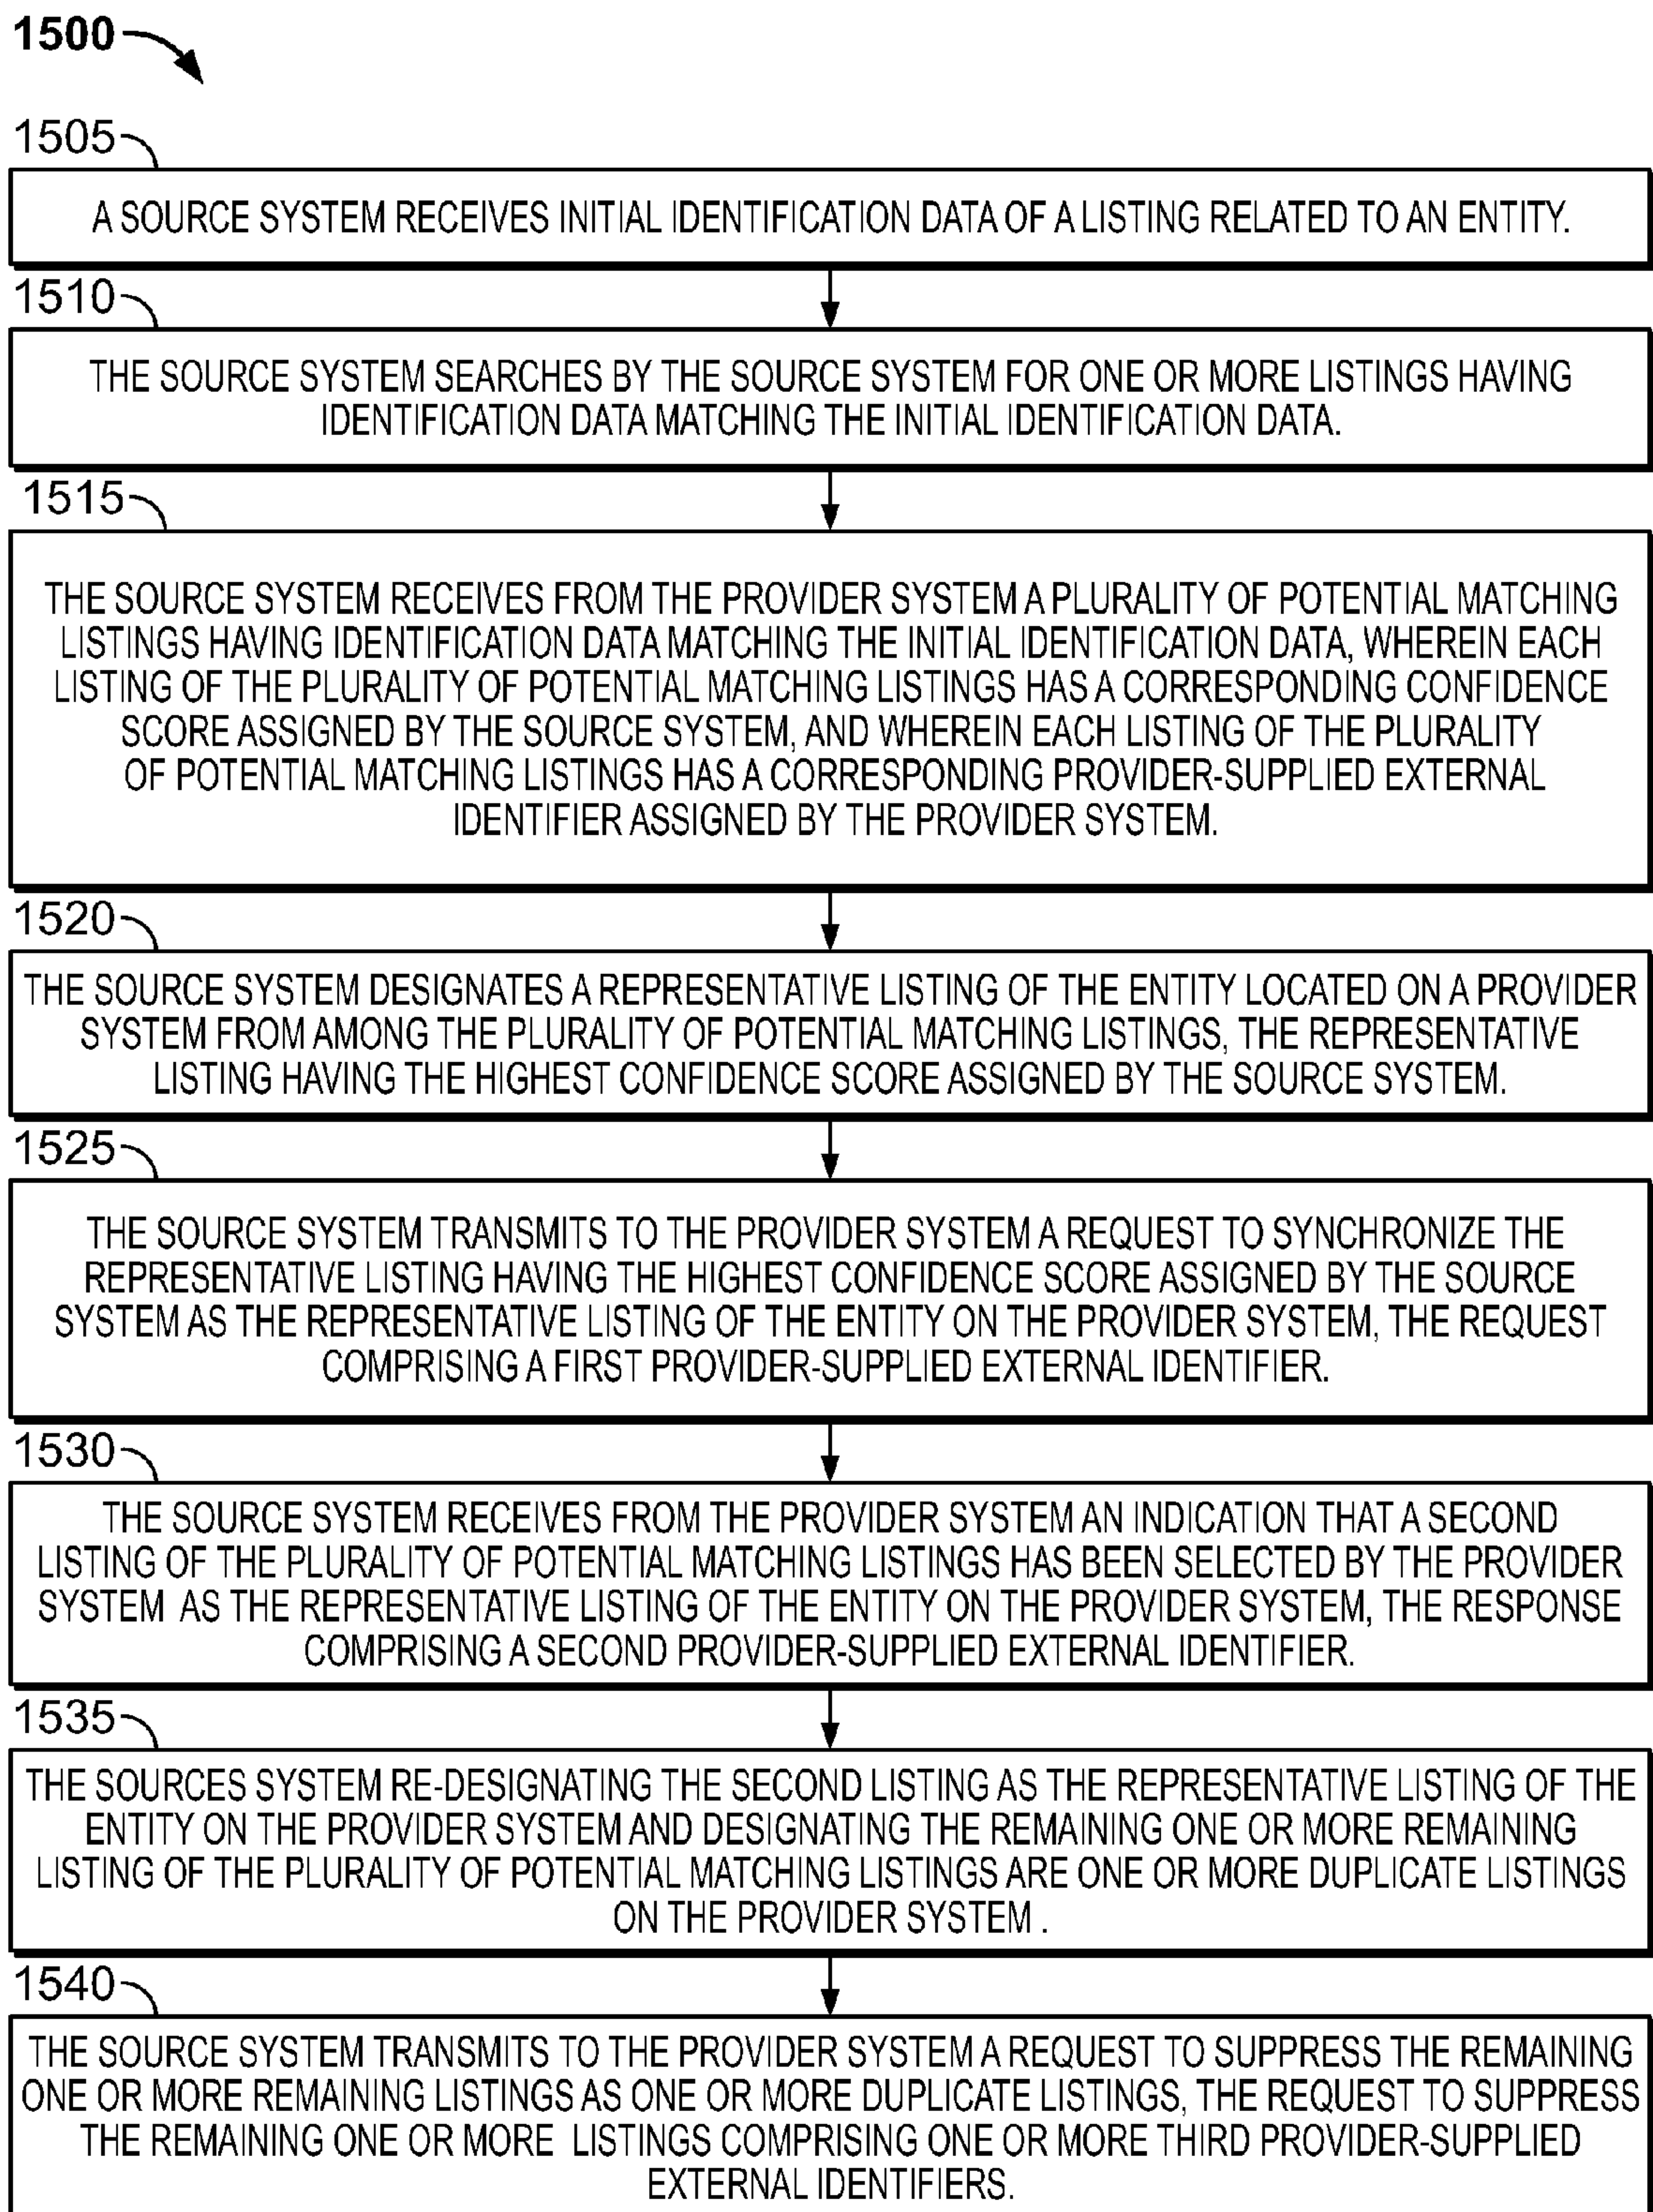 1500
1505
A SOURCE SYSTEM RECEIVES INITIAL IDENTIFICATION DATA OF A LISTING RELATED TO AN ENTITY.
1510
THE SOURCE SYSTEM SEARCHES BY THE SOURCE SYSTEM FOR ONE OR MORE LISTINGS HAVING
IDENTIFICATION DATA MATCHING THE INITIAL IDENTIFICATION DATA.
1515
THE SOURCE SYSTEM RECEIVES FROM THE PROVIDER SYSTEM A PLURALITY OF POTENTIAL MATCHING
LISTINGS HAVING IDENTIFICATION DATA MATCHING THE INITIAL IDENTIFICATION DATA, WHEREIN EACH
LISTING OF THE PLURALITY OF POTENTIAL MATCHING LISTINGS HAS A CORRESPONDING CONFIDENCE
SCORE ASSIGNED BY THE SOURCE SYSTEM, AND WHEREIN EACH LISTING OF THE PLURALITY
OF POTENTIAL MATCHING LISTINGS HAS A CORRESPONDING PROVIDER-SUPPLIED EXTERNAL
IDENTIFIER ASSIGNED BY THE PROVIDER SYSTEM.
1520
THE SOURCE SYSTEM DESIGNATES A REPRESENTATIVE LISTING OF THE ENTITY LOCATED ON A PROVIDER
SYSTEM FROM AMONG THE PLURALITY OF POTENTIAL MATCHING LISTINGS, THE REPRESENTATIVE
LISTING HAVING THE HIGHEST CONFIDENCE SCORE ASSIGNED BY THE SOURCE SYSTEM.
1525
THE SOURCE SYSTEM TRANSMITS TO THE PROVIDER SYSTEM A REQUEST TO SYNCHRONIZE THE
REPRESENTATIVE LISTING HAVING THE HIGHEST CONFIDENCE SCORE ASSIGNED BY THE SOURCE
SYSTEM AS THE REPRESENTATIVE LISTING OF THE ENTITY ON THE PROVIDER SYSTEM, THE REQUEST
COMPRISING A FIRST PROVIDER-SUPPLIED EXTERNAL IDENTIFIER.
1530
THE SOURCE SYSTEM RECEIVES FROM THE PROVIDER SYSTEM AN INDICATION THAT A SECOND
LISTING OF THE PLURALITY OF POTENTIAL MATCHING LISTINGS HAS BEEN SELECTED BY THE PROVIDER
SYSTEM AS THE REPRESENTATIVE LISTING OF THE ENTITY ON THE PROVIDER SYSTEM, THE RESPONSE
COMPRISING A SECOND PROVIDER-SUPPLIED EXTERNAL IDENTIFIER.
1535
THE SOURCES SYSTEM RE-DESIGNATING THE SECOND LISTING AS THE REPRESENTATIVE LISTING OF THE
ENTITY ON THE PROVIDER SYSTEM AND DESIGNATING THE REMAINING ONE OR MORE REMAINING
LISTING OF THE PLURALITY OF POTENTIAL MATCHING LISTINGS ARE ONE OR MORE DUPLICATE LISTINGS
ON THE PROVIDER SYSTEM .
1540
THE SOURCE SYSTEM TRANSMITS TO THE PROVIDER SYSTEM A REQUEST TO SUPPRESS THE REMAINING
ONE OR MORE REMAINING LISTINGS AS ONE OR MORE DUPLICATE LISTINGS, THE REQUEST TO SUPPRESS
THE REMAINING ONE OR MORE LISTINGS COMPRISING ONE OR MORE THIRD PROVIDER-SUPPLIED
EXTERNAL IDENTIFIERS.